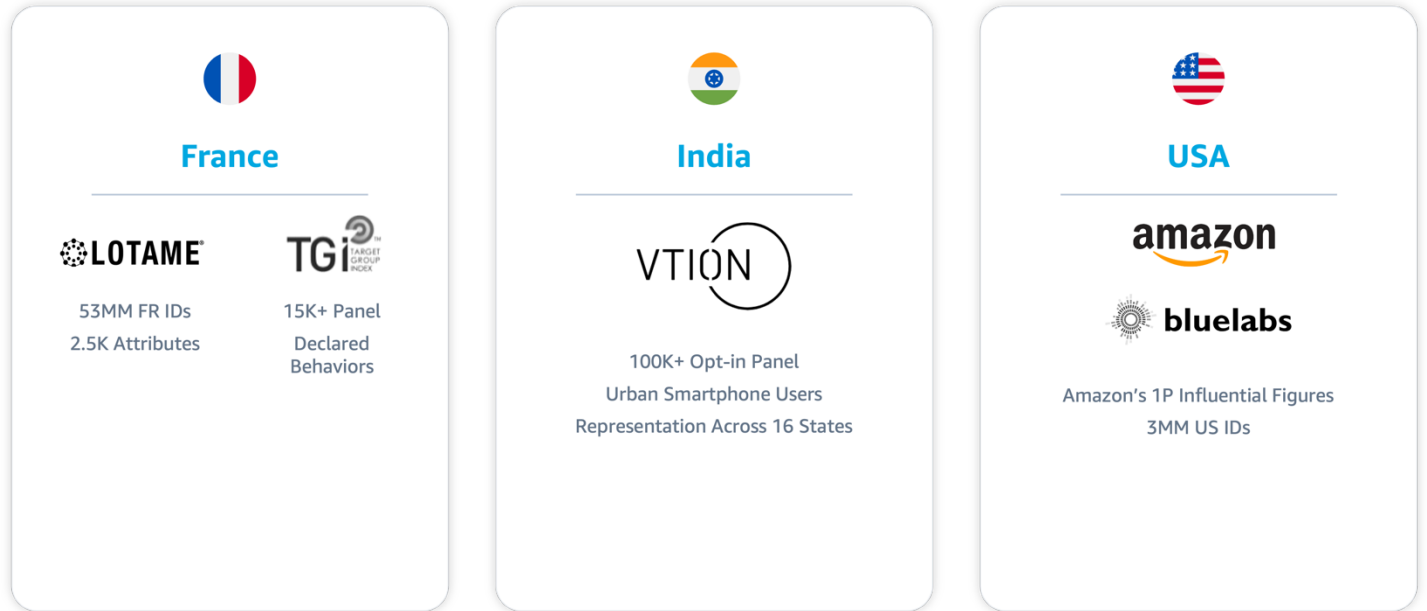 France
LOTAME®
53MM FR IDs
2.5K Attributes
TGI™
TARGET
GROUP
INDEX
15K+ Panel
Declared
Behaviors
India
VTION
100K+ Opt-in Panel
Urban Smartphone Users
Representation Across 16 States
USA
amazon
bluelabs
Amazon’s 1P Influential Figures
3MM US IDs